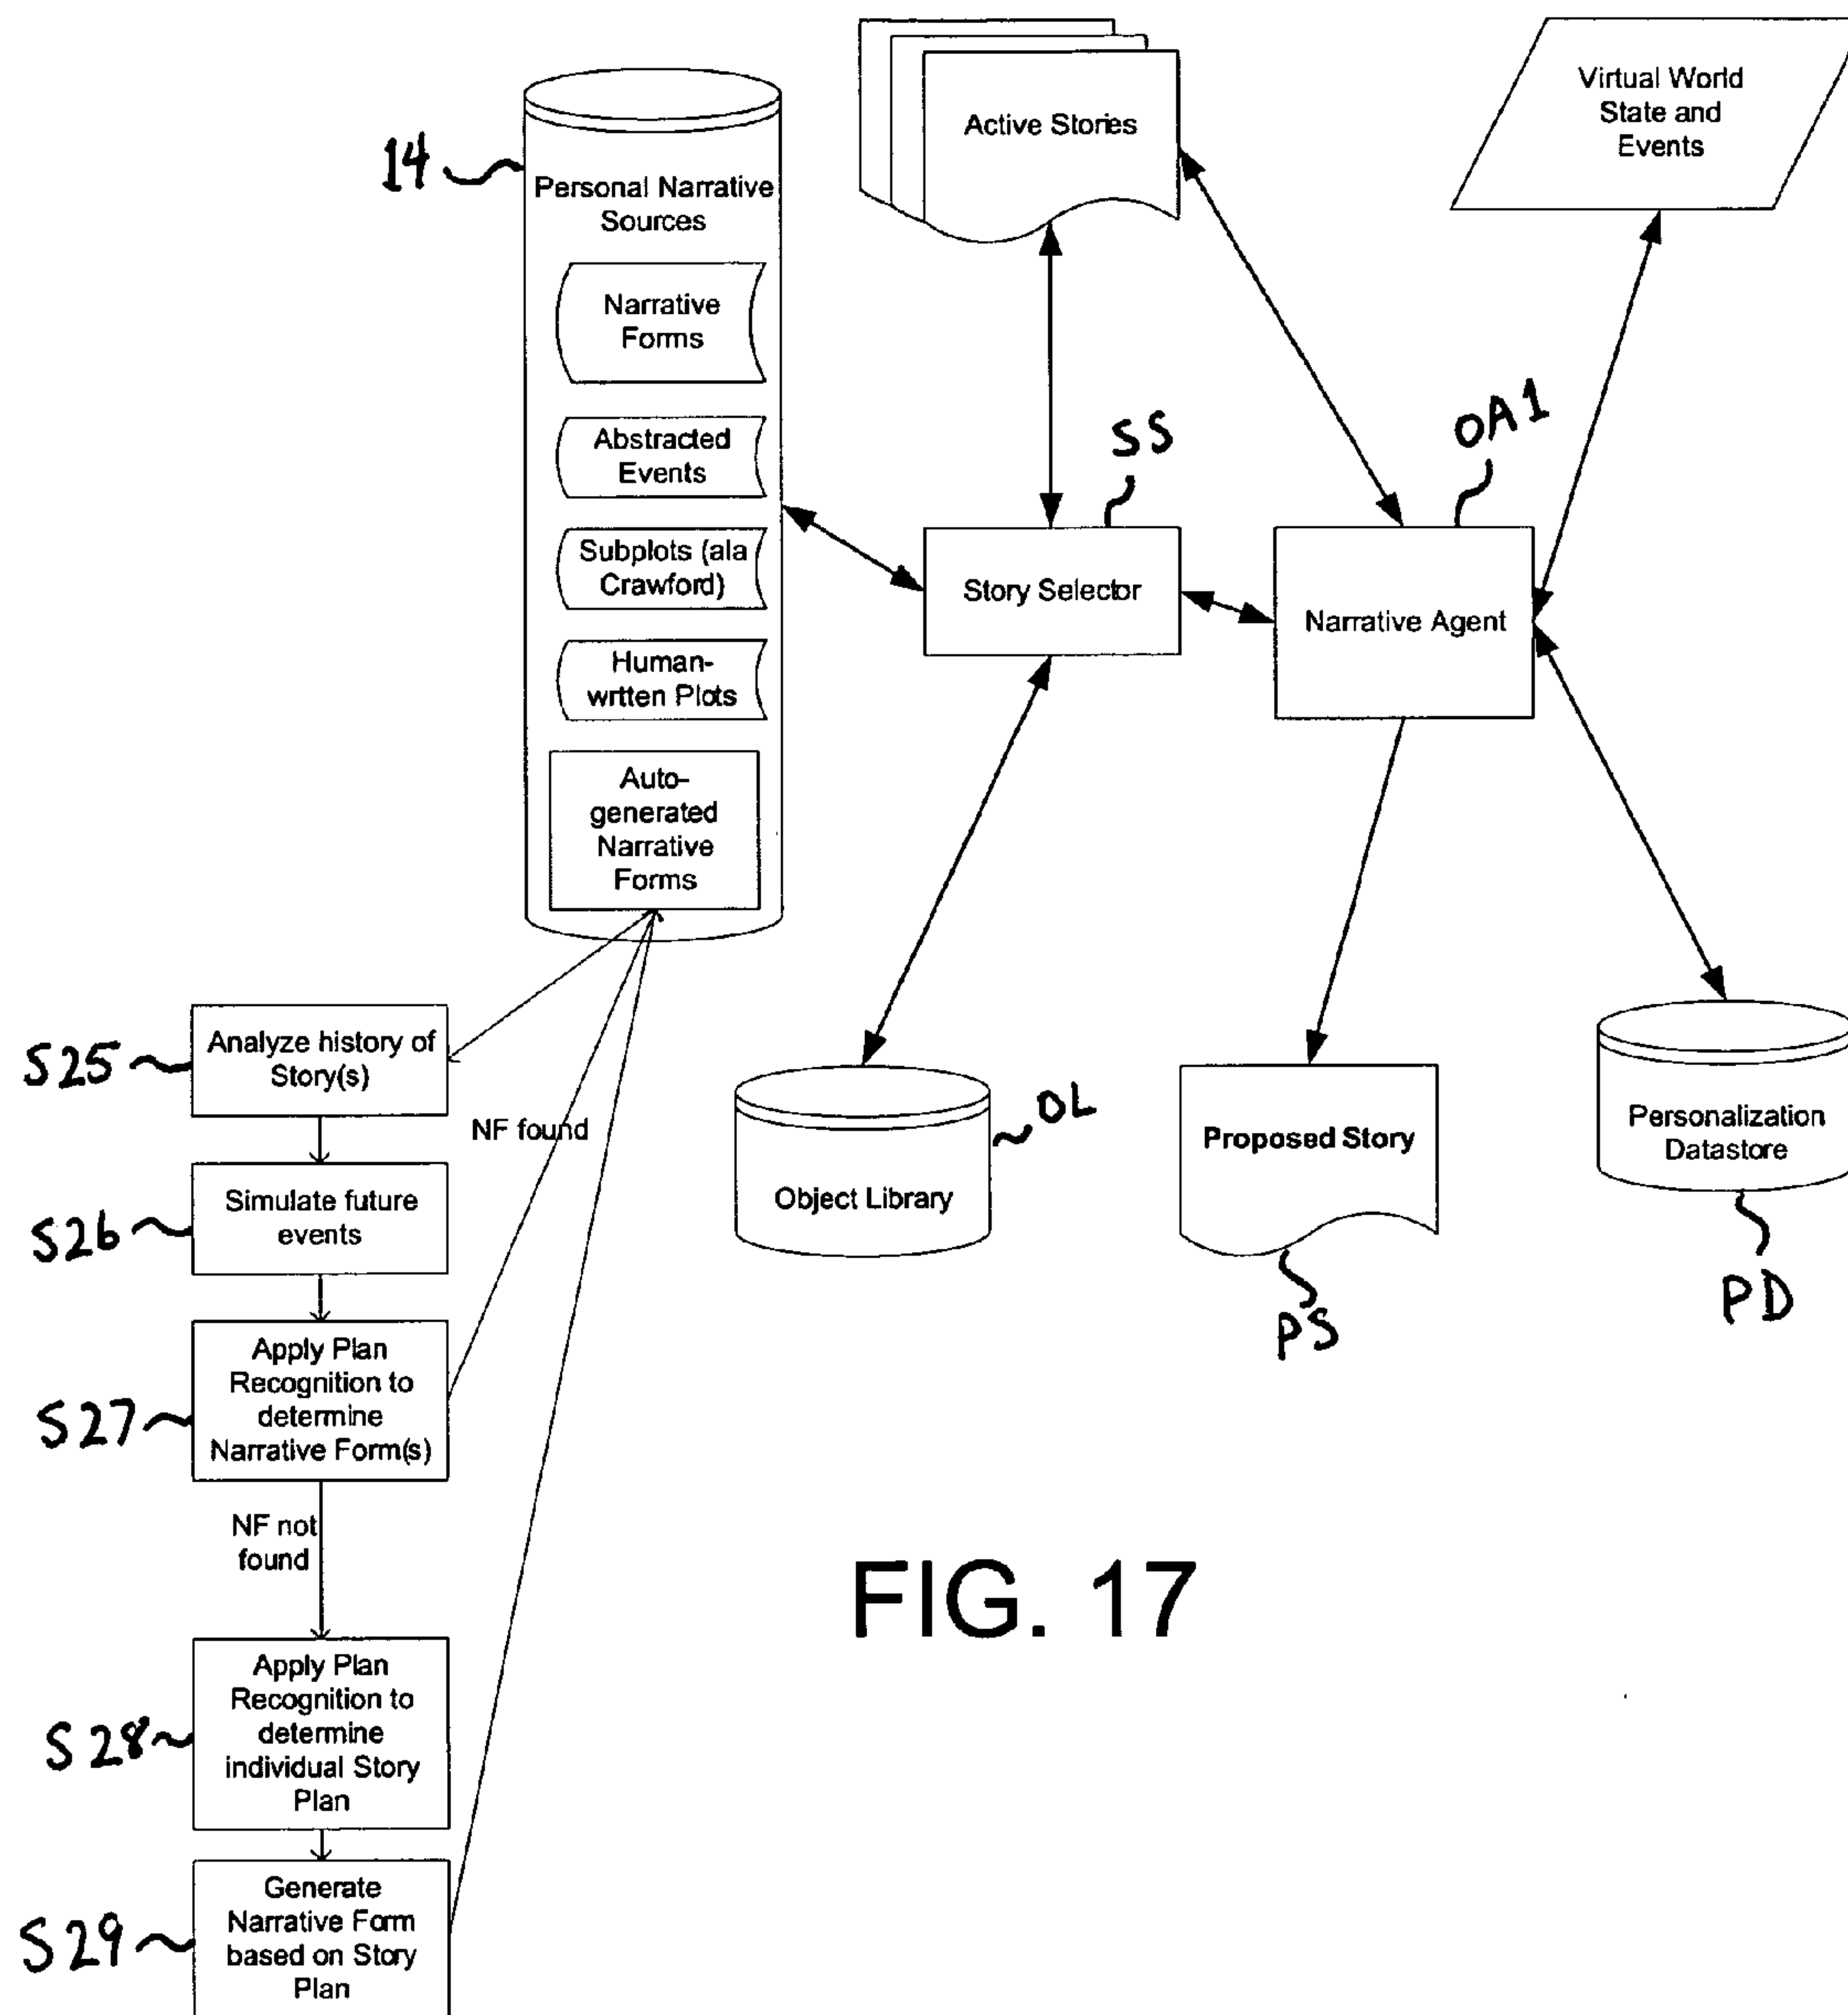 Active Stories
Virtual World
State and
Events
14
Personal Narrative
Sources
Narrative
Forms
Abstracted
Events
Subplots (ala
Crawford)
Human-
wrtten Plots
Auto-
generated
Narrative
Forms
SS
Story Selector
OA1
Narrative Agent
S25
Analyze history of
Story(s)
NF found
S26
Simulate future
events
S27
Apply Plan
Recognition to
determine
Narrative Form(s)
NF not
found
S28
Apply Plan
Recognition to
determine
individual Story
Plan
S29
Generate
Narrative Form
based on Story
Plan
Object Library
OL
Proposed Story
PS
Personalization
Datastore
PD
FIG. 17